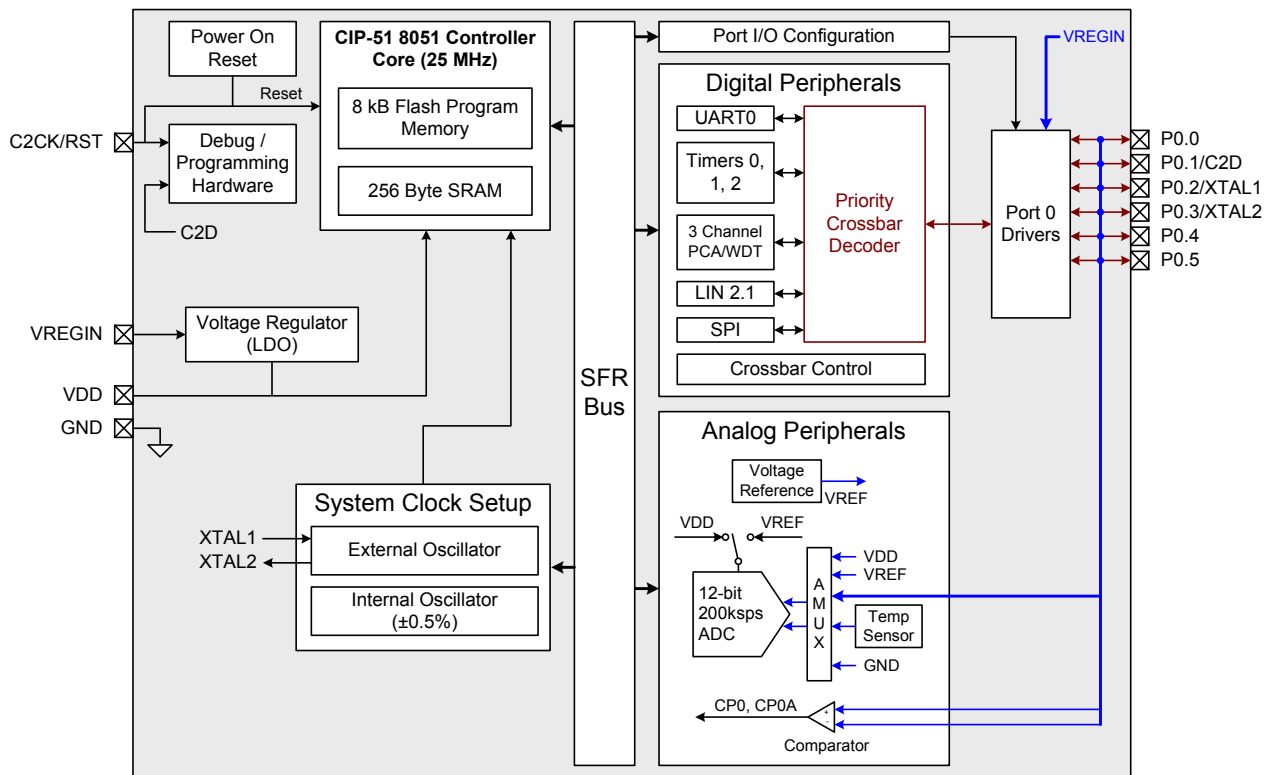 Power On
Reset
CIP-51 8051 Controller
Core (25 MHz)
8 kB Flash Program
Memory
256 Byte SRAM
Reset
C2CK/RST
Debug /
Programming
Hardware
C2D
VREGIN
Voltage Regulator
(LDO)
VDD
GND
System Clock Setup
XTAL1
XTAL2
External Oscillator
Internal Oscillator
(±0.5%)
SFR
Bus
Port I/O Configuration
Digital Peripherals
UART0
Timers 0,
1, 2
3 Channel
PCA/WDT
LIN 2.1
SPI
Priority
Crossbar
Decoder
Crossbar Control
VREGIN
Port 0
Drivers
P0.0
P0.1/C2D
P0.2/XTAL1
P0.3/XTAL2
P0.4
P0.5
Analog Peripherals
Voltage
Reference
VREF
VDD
VREF
12-bit
200ksps
ADC
A
M
U
X
VDD
VREF
Temp
Sensor
GND
CP0, CP0A
+
-
Comparator